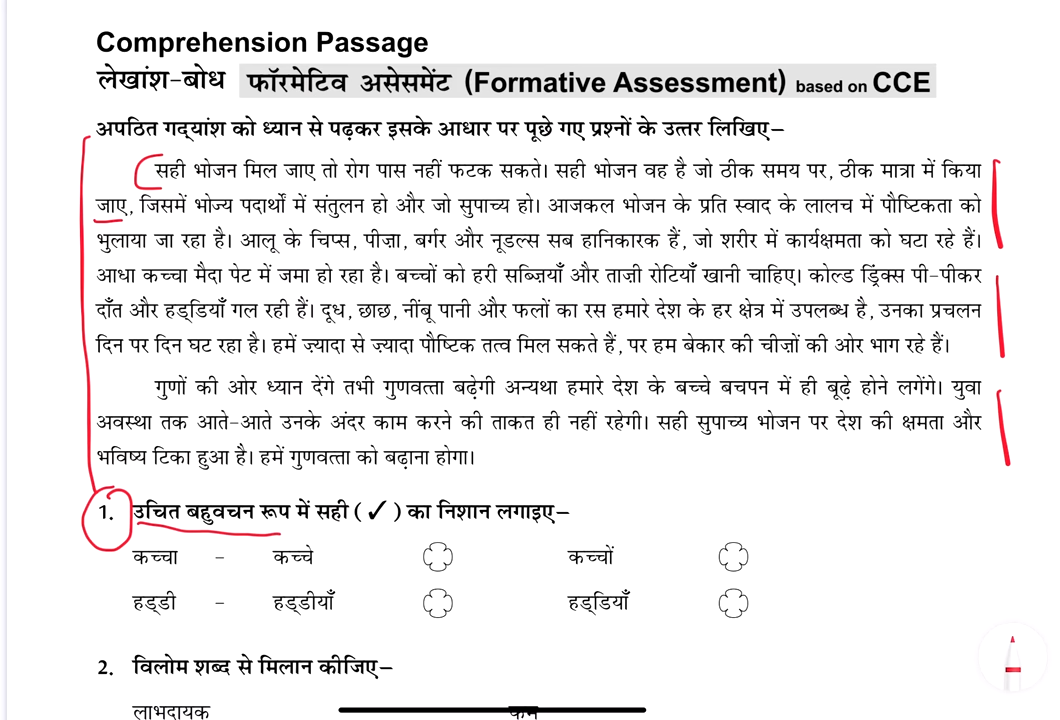 Comprehension Passage
लेखांश-बोध फॉरमेटिव असेसमेंट (Formative Assessment) based on CCE
अपठित गद्‌यांश को ध्यान से पढ़कर इसके आधार पर पूछे गए प्रश्नों के उत्तर लिखिए–
सही भोजन मिल जाए तो रोग पास नहीं फटक सकते। सही भोजन वह है जो ठीक समय पर, ठीक मात्रा में किया
जाए, जिसमें भोज्य पदार्थों में संतुलन हो और जो सुपाच्य हो। आजकल भोजन के प्रति स्वाद के लालच में पौष्टिकता को
भुलाया जा रहा है। आलू के चिप्स, पीज़ा, बर्गर और नूडल्स सब हानिकारक हैं, जो शरीर में कार्यक्षमता को घटा रहे हैं।
आधा कच्चा मैदा पेट में जमा हो रहा है। बच्चों को हरी सब्ज़ियाँ और ताज़ी रोटियाँ खानी चाहिए। कोल्ड ड्रिंक्स पी-पीकर
दाँत और हड्‌डियाँ गल रही हैं। दूध, छाछ, नींबू पानी और फलों का रस हमारे देश के हर क्षेत्र में उपलब्ध है, उनका प्रचलन
दिन पर दिन घट रहा है। हमें ज़्यादा से ज़्यादा पौष्टिक तत्व मिल सकते हैं, पर हम बेकार की चीज़ों की ओर भाग रहे हैं।
गुणों की ओर ध्यान देंगे तभी गुणवत्ता बढ़ेगी अन्यथा हमारे देश के बच्चे बचपन में ही बूढ़े होने लगेंगे। युवा
अवस्था तक आते-आते उनके अंदर काम करने की ताकत ही नहीं रहेगी। सही सुपाच्य भोजन पर देश की क्षमता और
भविष्य टिका हुआ है। हमें गुणवत्ता को बढ़ाना होगा।
1. उचित बहुवचन रूप में सही (✓) का निशान लगाइए–
कच्चा – कच्चे कच्चों
हड्‌डी – हड्‌डीयाँ हड्‌डियाँ
2. विलोम शब्द से मिलान कीजिए–
लाभदायक